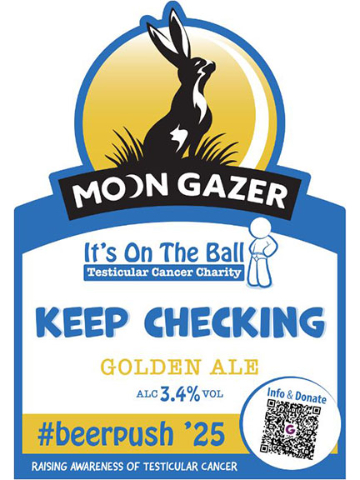 MOON GAZER
It's On The Ball
Testicular Cancer Charity
KEEP CHECKING
GOLDEN ALE
ALC 3.4% VOL
Info & Donate
G
#beerpush '25
RAISING AWARENESS OF TESTICULAR CANCER